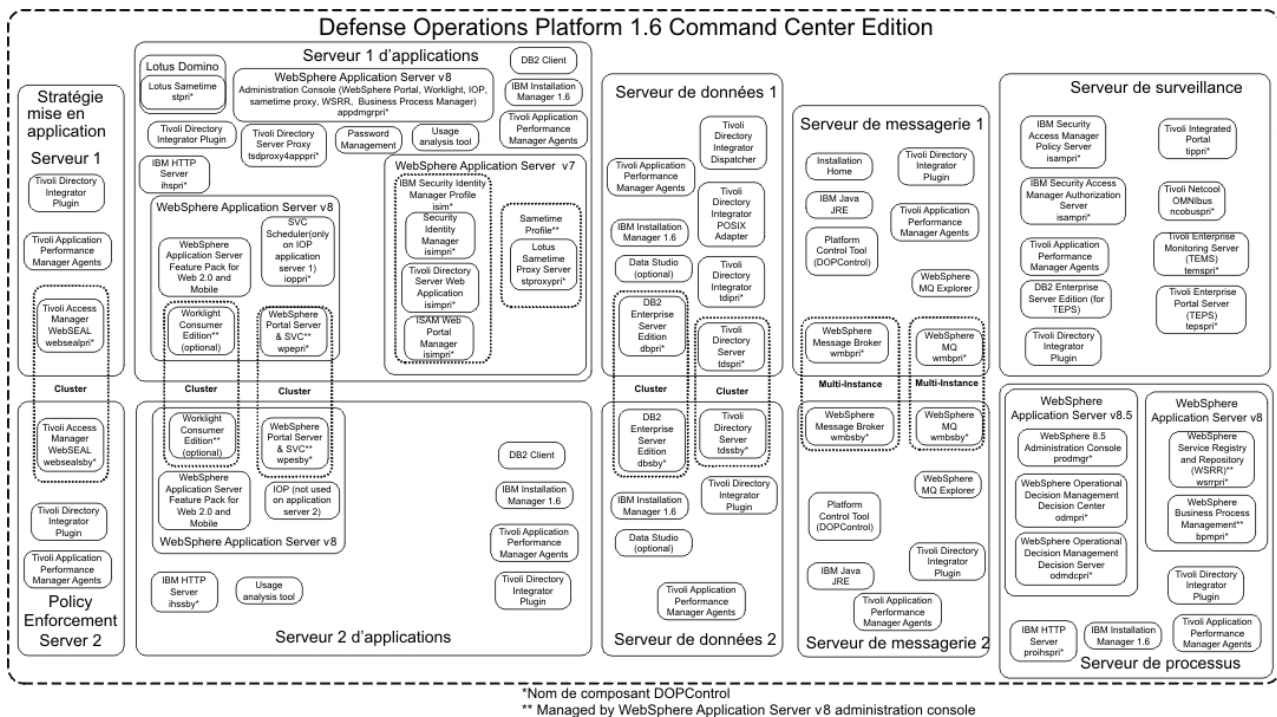 Defense Operations Platform 1.6 Command Center Edition
Stratégie
mise en
application
Serveur 1
Tivoli Directory
Integrator
Plugin
Tivoli Application
Performance
Manager Agents
Tivoli Access
Manager
WebSEAL
websealpri*
Cluster
Tivoli Access
Manager
WebSEAL
websealsby*
Tivoli Directory
Integrator
Plugin
Tivoli Application
Performance
Manager Agents
Policy
Enforcement
Server 2
Serveur 1 d’applications
Lotus Domino
Lotus Sametime
stpri*
WebSphere Application Server v8
Administration Console (WebSphere Portal, Worklight, IOP,
sametime proxy, WSRR, Business Process Manager)
appdmgrpri*
DB2 Client
IBM Installation
Manager 1.6
Tivoli Application
Performance
Manager Agents
Tivoli Directory
Integrator Plugin
Tivoli Directory
Server Proxy
tsdproxy4apppri*
Password
Management
Usage
analysis tool
IBM HTTP
Server
ihspri*
WebSphere Application Server v8
WebSphere
Application Server
Feature Pack for
Web 2.0 and
Mobile
SVC
Scheduler(only
on IOP
application
server 1)
ioppri*
Worklight
Consumer
Edition**
(optional)
WebSphere
Portal Server
& SVC**
wpepri*
WebSphere Application Server v7
IBM Security Identity
Manager Profile
isim*
Security
Identity
Manager
isimpri*
Tivoli Directory
Server Web
Application
isimpri*
ISAM Web
Portal
Manager
isimpri*
Sametime
Profile**
Lotus
Sametime
Proxy Server
stproxypri*
Cluster
Cluster
Worklight
Consumer
Edition**
(optional)
WebSphere
Portal Server
& SVC**
wpesby*
WebSphere
Application Server
Feature Pack for
Web 2.0 and
Mobile
IOP (not used
on application
server 2)
WebSphere Application Server v8
DB2 Client
IBM Installation
Manager 1.6
Tivoli Application
Performance
Manager Agents
Tivoli Directory
Integrator
Plugin
IBM HTTP
Server
ihssby*
Usage
analysis tool
Serveur 2 d’applications
Serveur de données 1
Tivoli
Directory
Integrator
Dispatcher
Tivoli Application
Performance
Manager Agents
Tivoli
Directory
Integrator
POSIX
Adapter
IBM Installation
Manager 1.6
Data Studio
(optional)
Tivoli
Directory
Integrator
tdipri*
DB2
Enterprise
Server
Edition
dbpri*
Tivoli
Directory
Server
tdspri*
Cluster
Cluster
DB2
Enterprise
Server
Edition
dbsby*
Tivoli
Directory
Server
tdssby*
IBM Installation
Manager 1.6
Tivoli Directory
Integrator
Plugin
Data Studio
(optional)
Tivoli Application
Performance
Manager Agents
Serveur de données 2
Serveur de messagerie 1
Installation
Home
Tivoli Directory
Integrator
Plugin
IBM Java
JRE
Tivoli Application
Performance
Manager Agents
Platform
Control Tool
(DOPControl)
WebSphere
MQ Explorer
WebSphere
Message Broker
wmbpri*
WebSphere
MQ
wmbpri*
Multi-Instance
Multi-Instance
WebSphere
Message Broker
wmbsby*
WebSphere
MQ
wmbsby*
WebSphere
MQ Explorer
Platform
Control Tool
(DOPControl)
Tivoli Directory
Integrator
Plugin
IBM Java
JRE
Tivoli Application
Performance
Manager Agents
Serveur de messagerie 2
Serveur de surveillance
IBM Security
Access Manager
Policy Server
isampri*
Tivoli Integrated
Portal
tippri*
IBM Security Access
Manager Authorization
Server
isampri*
Tivoli Netcool
OMNIbus
ncobuspri*
Tivoli Application
Performance
Manager Agents
Tivoli Enterprise
Monitoring Server
(TEMS)
temspri*
DB2 Enterprise
Server Edition (for
TEPS)
Tivoli Enterprise
Portal Server
(TEPS)
tepspri*
Tivoli Directory
Integrator
Plugin
WebSphere
Application Server v8.5
WebSphere 8.5
Administration Console
prodmgr*
WebSphere Operational
Decision Management
Decision Center
odmpri*
WebSphere Operational
Decision Management
Decision Server
odmdcpri*
WebSphere
Application Server v8
WebSphere
Service Registry
and Repository
(WSRR)**
wsrrpri*
WebSphere
Business Process
Management**
bpmpri*
Tivoli Directory
Integrator
Plugin
IBM HTTP
Server
proihspri*
IBM Installation
Manager 1.6
Tivoli Application
Performance
Manager Agents
Serveur de processus
*Nom de composant DOPControl
** Managed by WebSphere Application Server v8 administration console